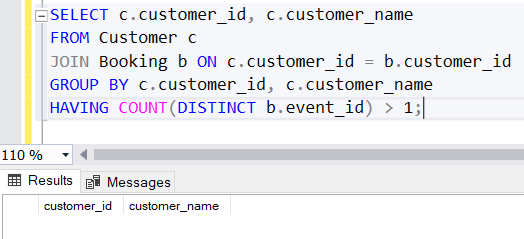 SELECT c.customer_id, c.customer_name
FROM Customer c
JOIN Booking b ON c.customer_id = b.customer_id
GROUP BY c.customer_id, c.customer_name
HAVING COUNT(DISTINCT b.event_id) > 1;
110 %
Results Messages
customer_id customer_name